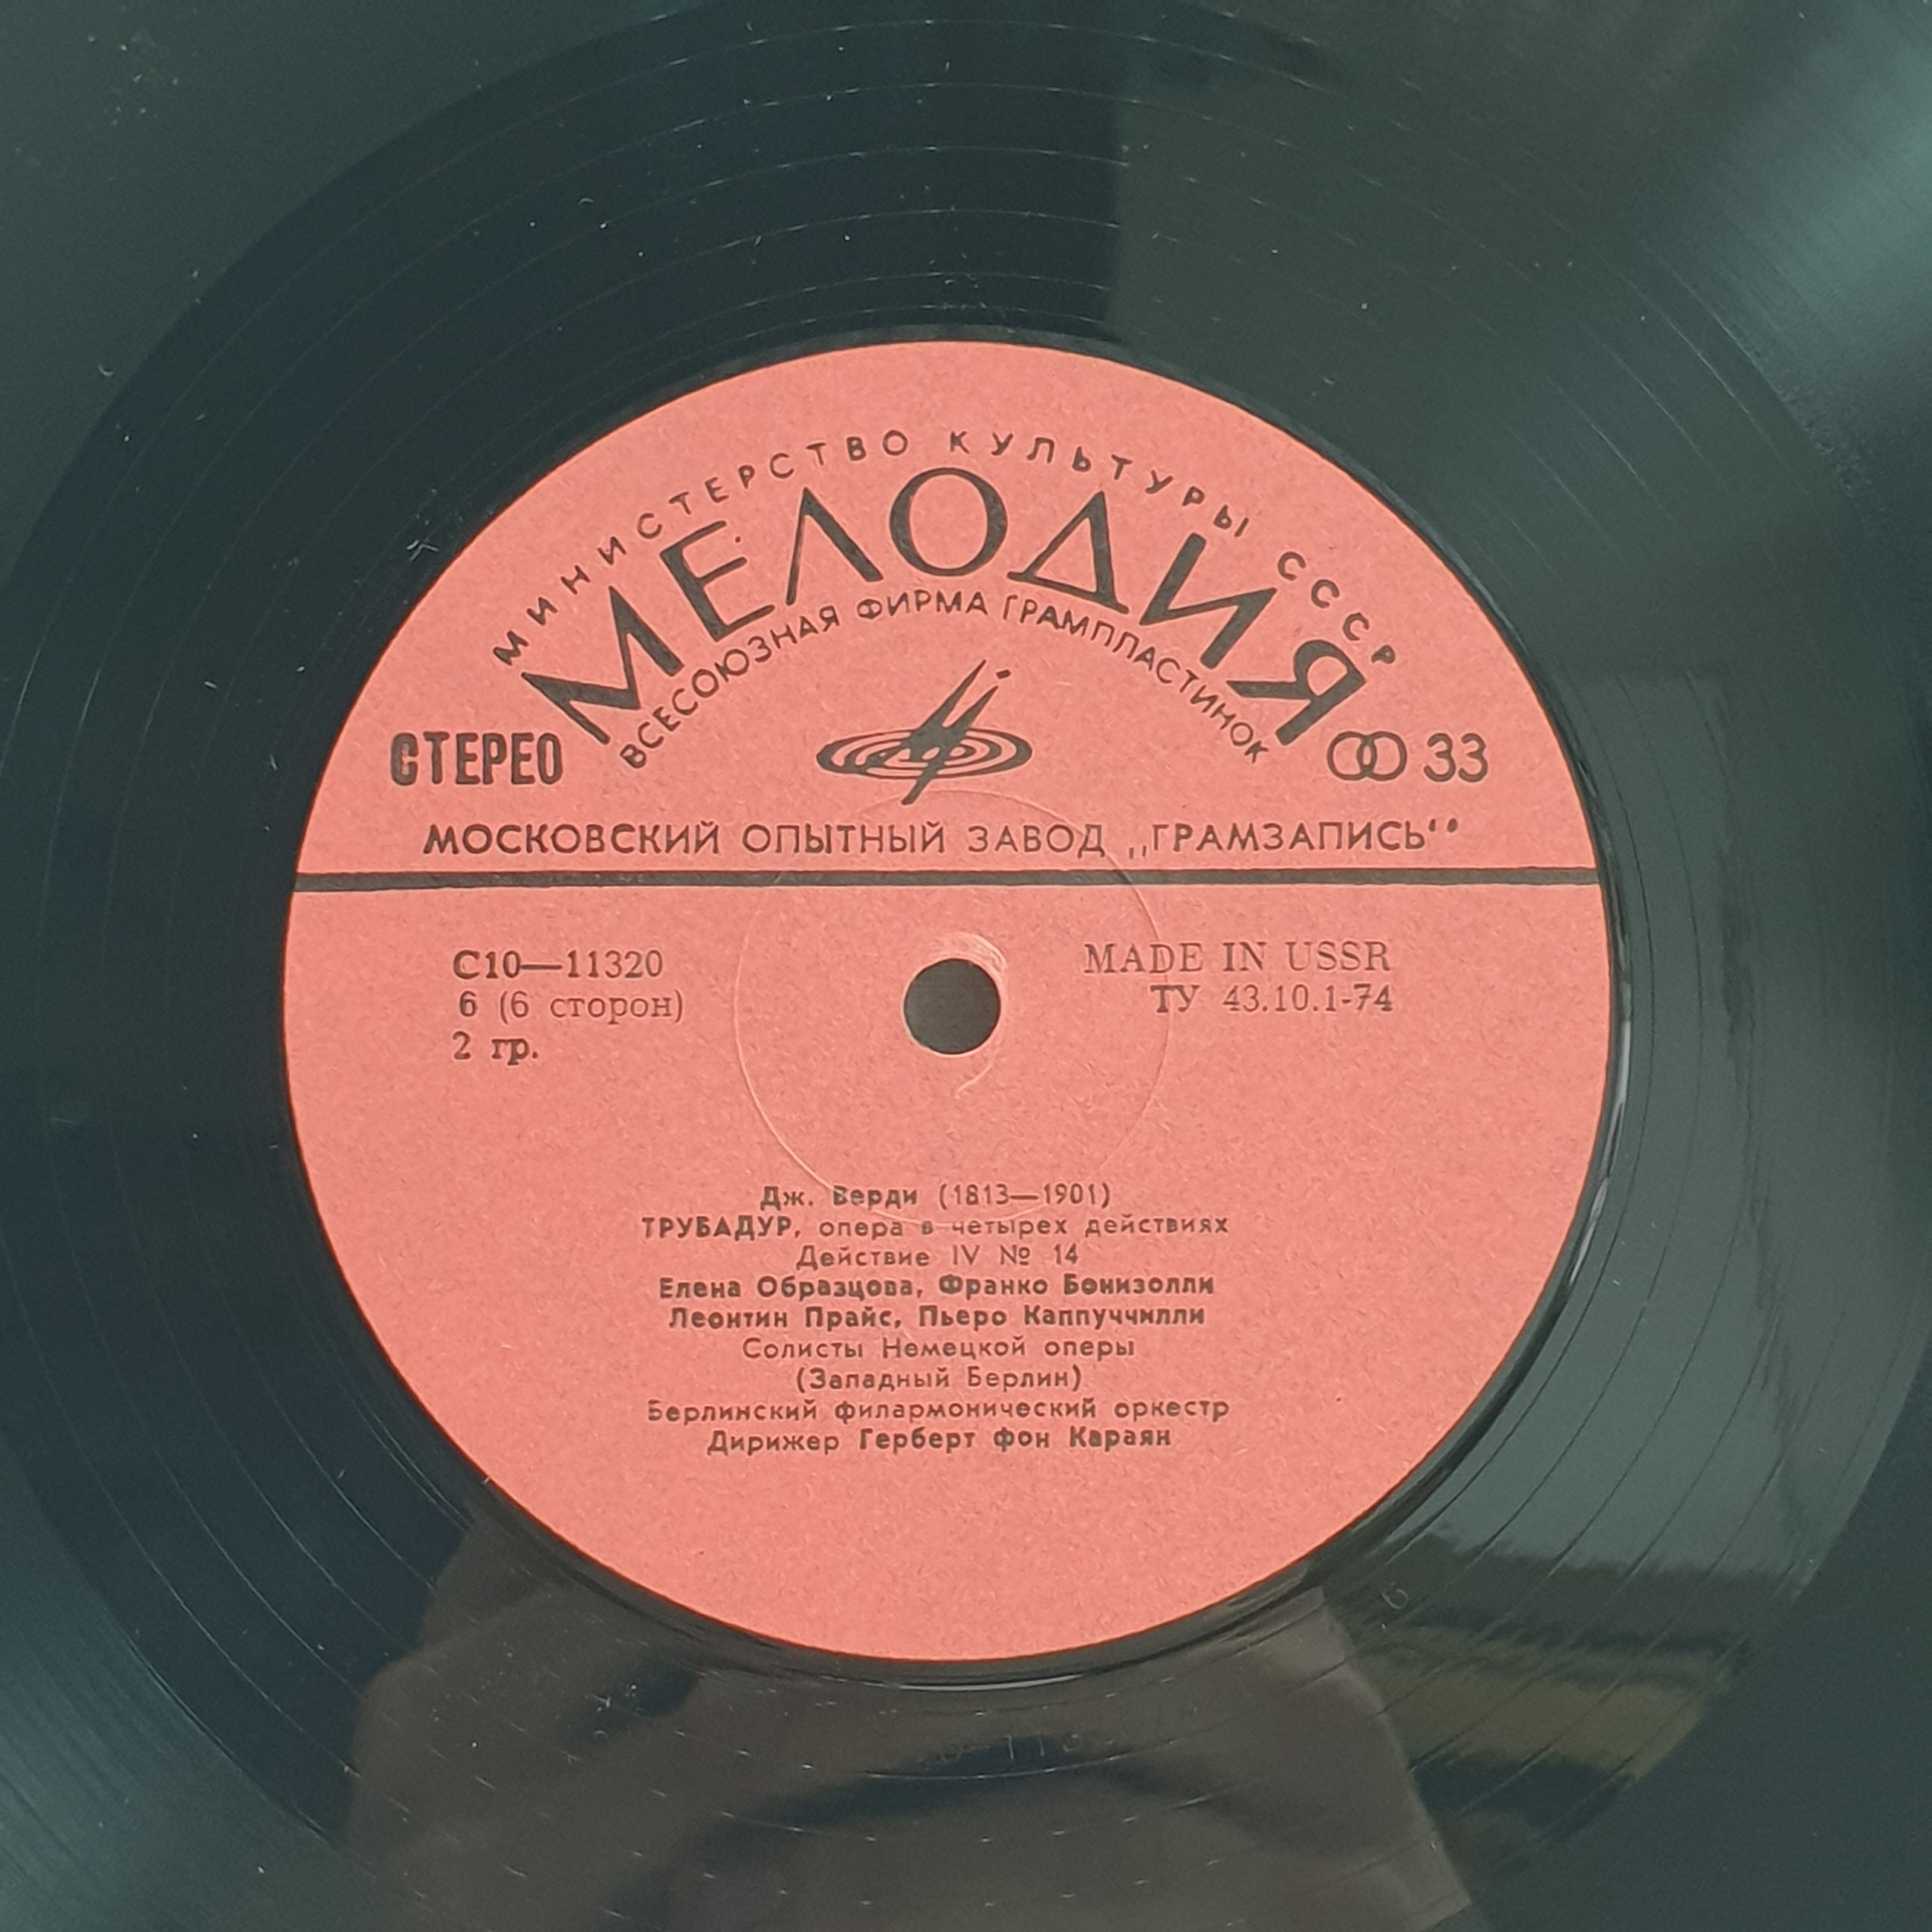 МИНИСТЕРСТВО КУЛЬТУРЫ СССР
МЕЛОДИЯ
ВСЕСОЮЗНАЯ ФИРМА ГРАМПЛАСТИНОК
СТЕРЕО
33
МОСКОВСКИЙ ОПЫТНЫЙ ЗАВОД „ГРАМЗАПИСЬ“
С10—11320
6 (6 сторон)
2 гр.
MADE IN USSR
ТУ 43.10.1-74
Дж. Верди (1813—1901)
ТРУБАДУР, опера в четырех действиях
Действие IV № 14
Елена Образцова, Франко Бонизолли
Леонтин Прайс, Пьеро Каппуччилли
Солисты Немецкой оперы
(Западный Берлин)
Берлинский филармонический оркестр
Дирижер Герберт фон Караян